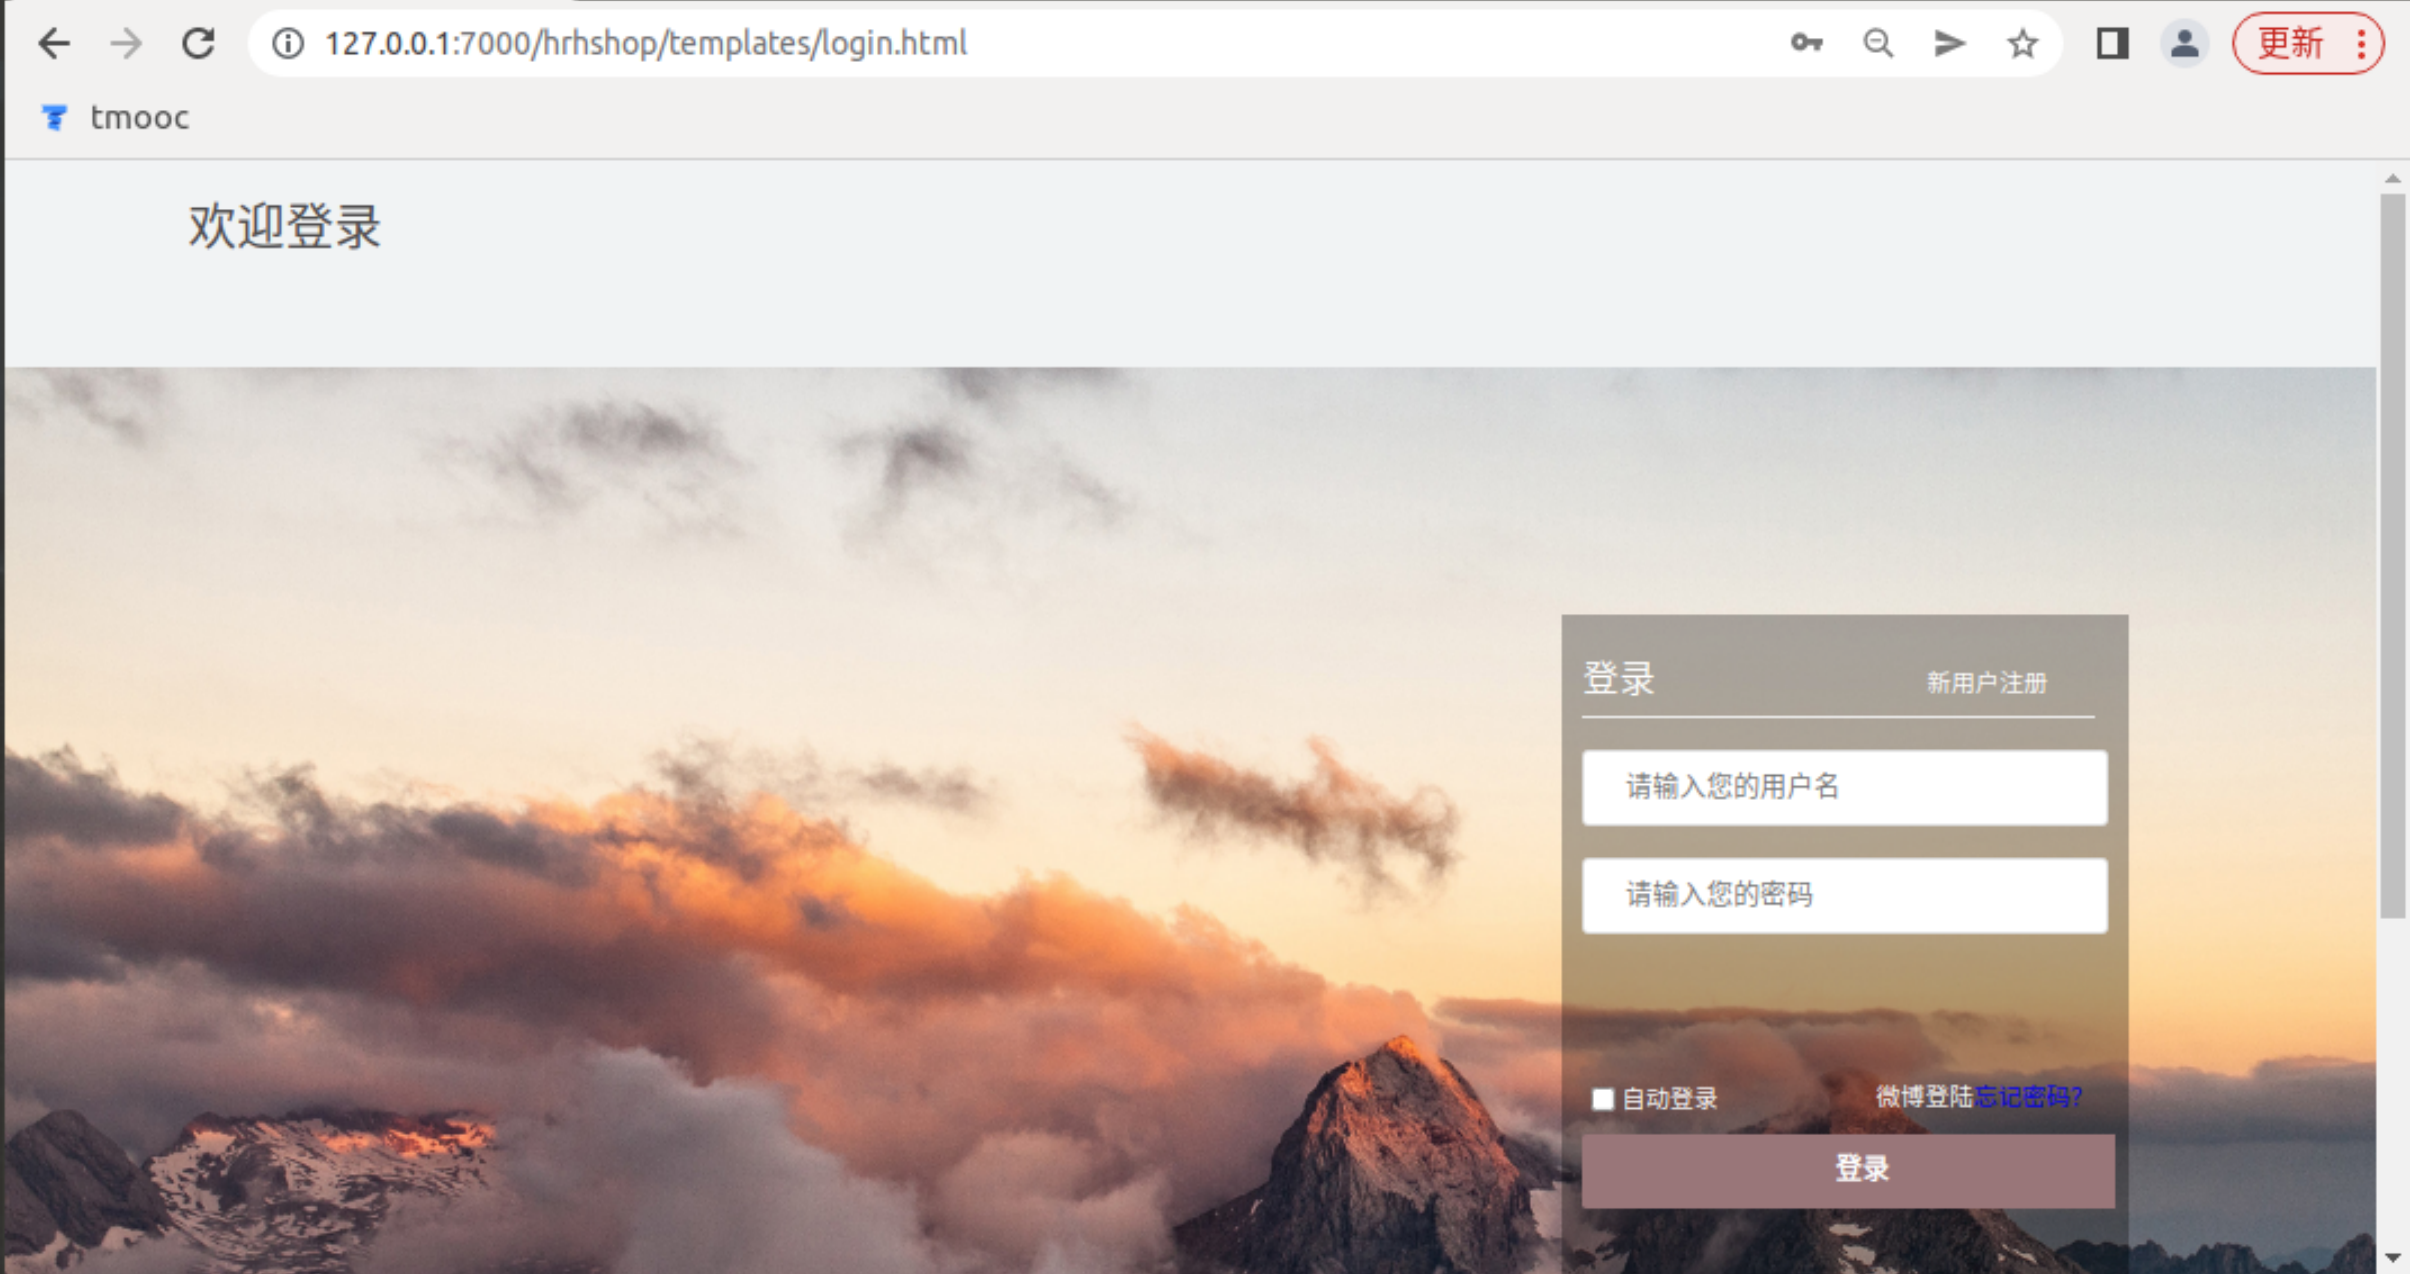 127.0.0.1:7000/hrhshop/templates/login.html
更新
tmooc
欢迎登录
登录 新用户注册
请输入您的用户名
请输入您的密码
自动登录 微博登陆忘记密码?
登录